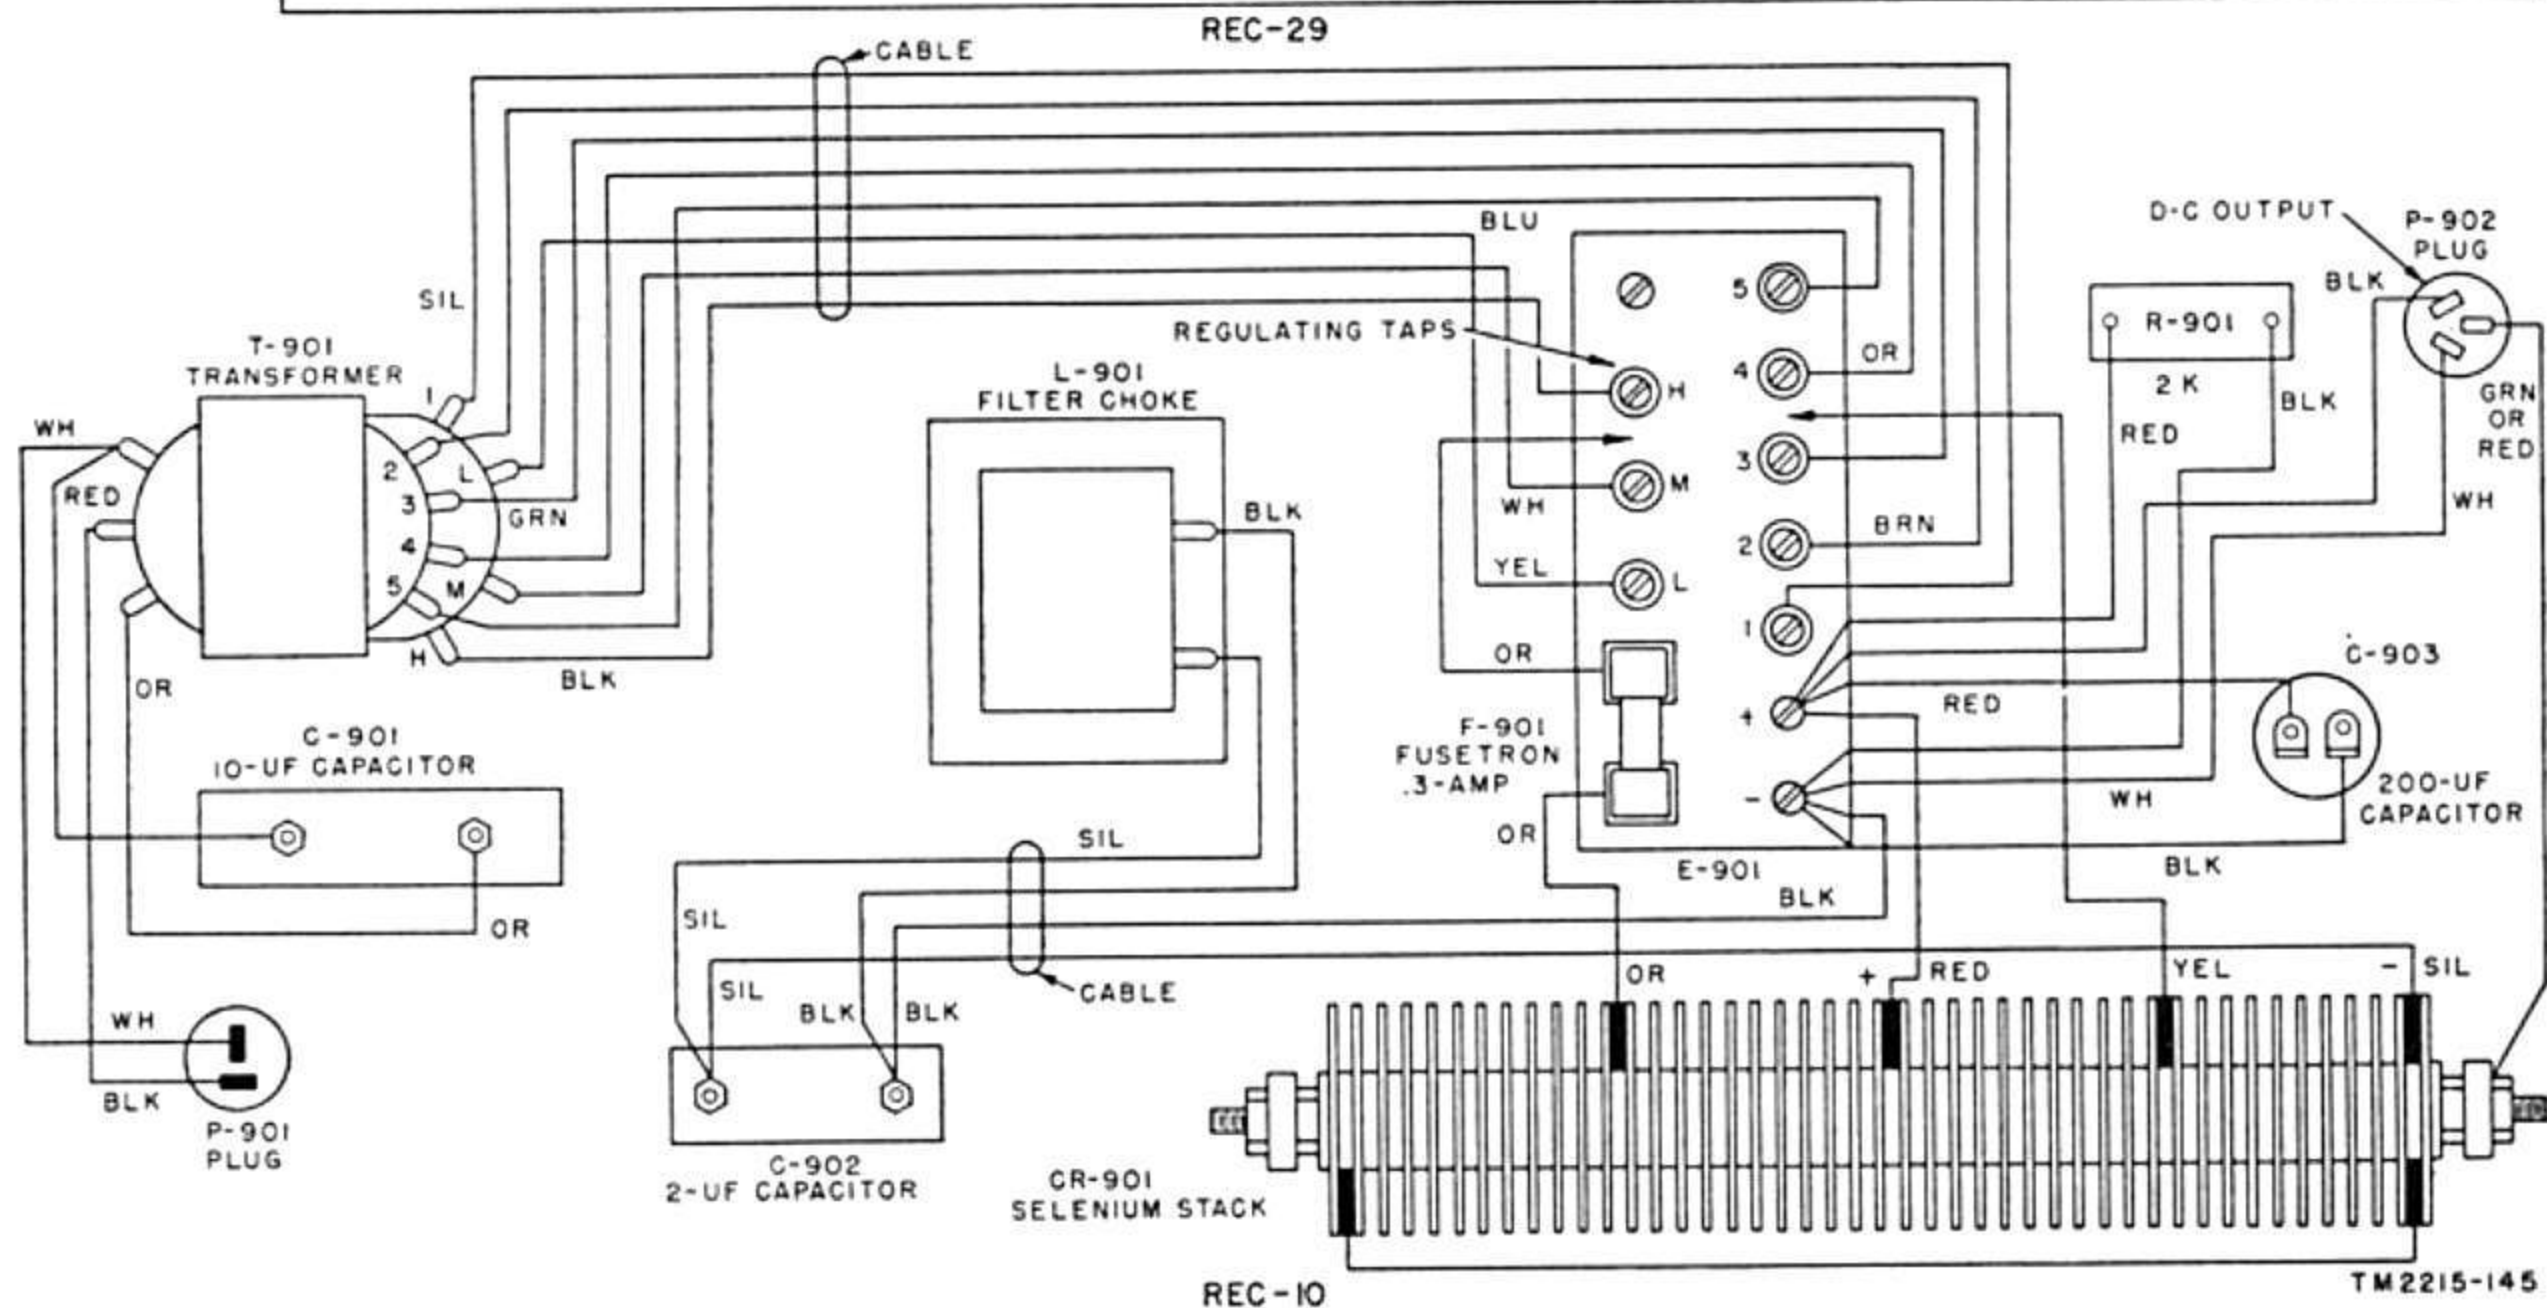 REC-29
CABLE
BLU
D-C OUTPUT
P-902
PLUG
BLK
SIL
5
REGULATING TAPS
R-901
T-901
TRANSFORMER
L-901
FILTER CHOKE
OR
4
H
2 K
BLK
GRN
OR
RED
1
WH
RED
2
L
3
M
3
WH
RED
GRN
BLK
WH
4
2
BRN
5
M
YEL
L
H
BLK
1
OR
OR
C-903
RED
+
F-901
FUSETRON
.3-AMP
C-901
10-UF CAPACITOR
-
WH
200-UF
CAPACITOR
OR
SIL
E-901
BLK
BLK
SIL
OR
SIL
CABLE
OR
+
RED
YEL
-
SIL
BLK
BLK
WH
BLK
P-901
PLUG
C-902
2-UF CAPACITOR
CR-901
SELENIUM STACK
REC-10
TM2215-145